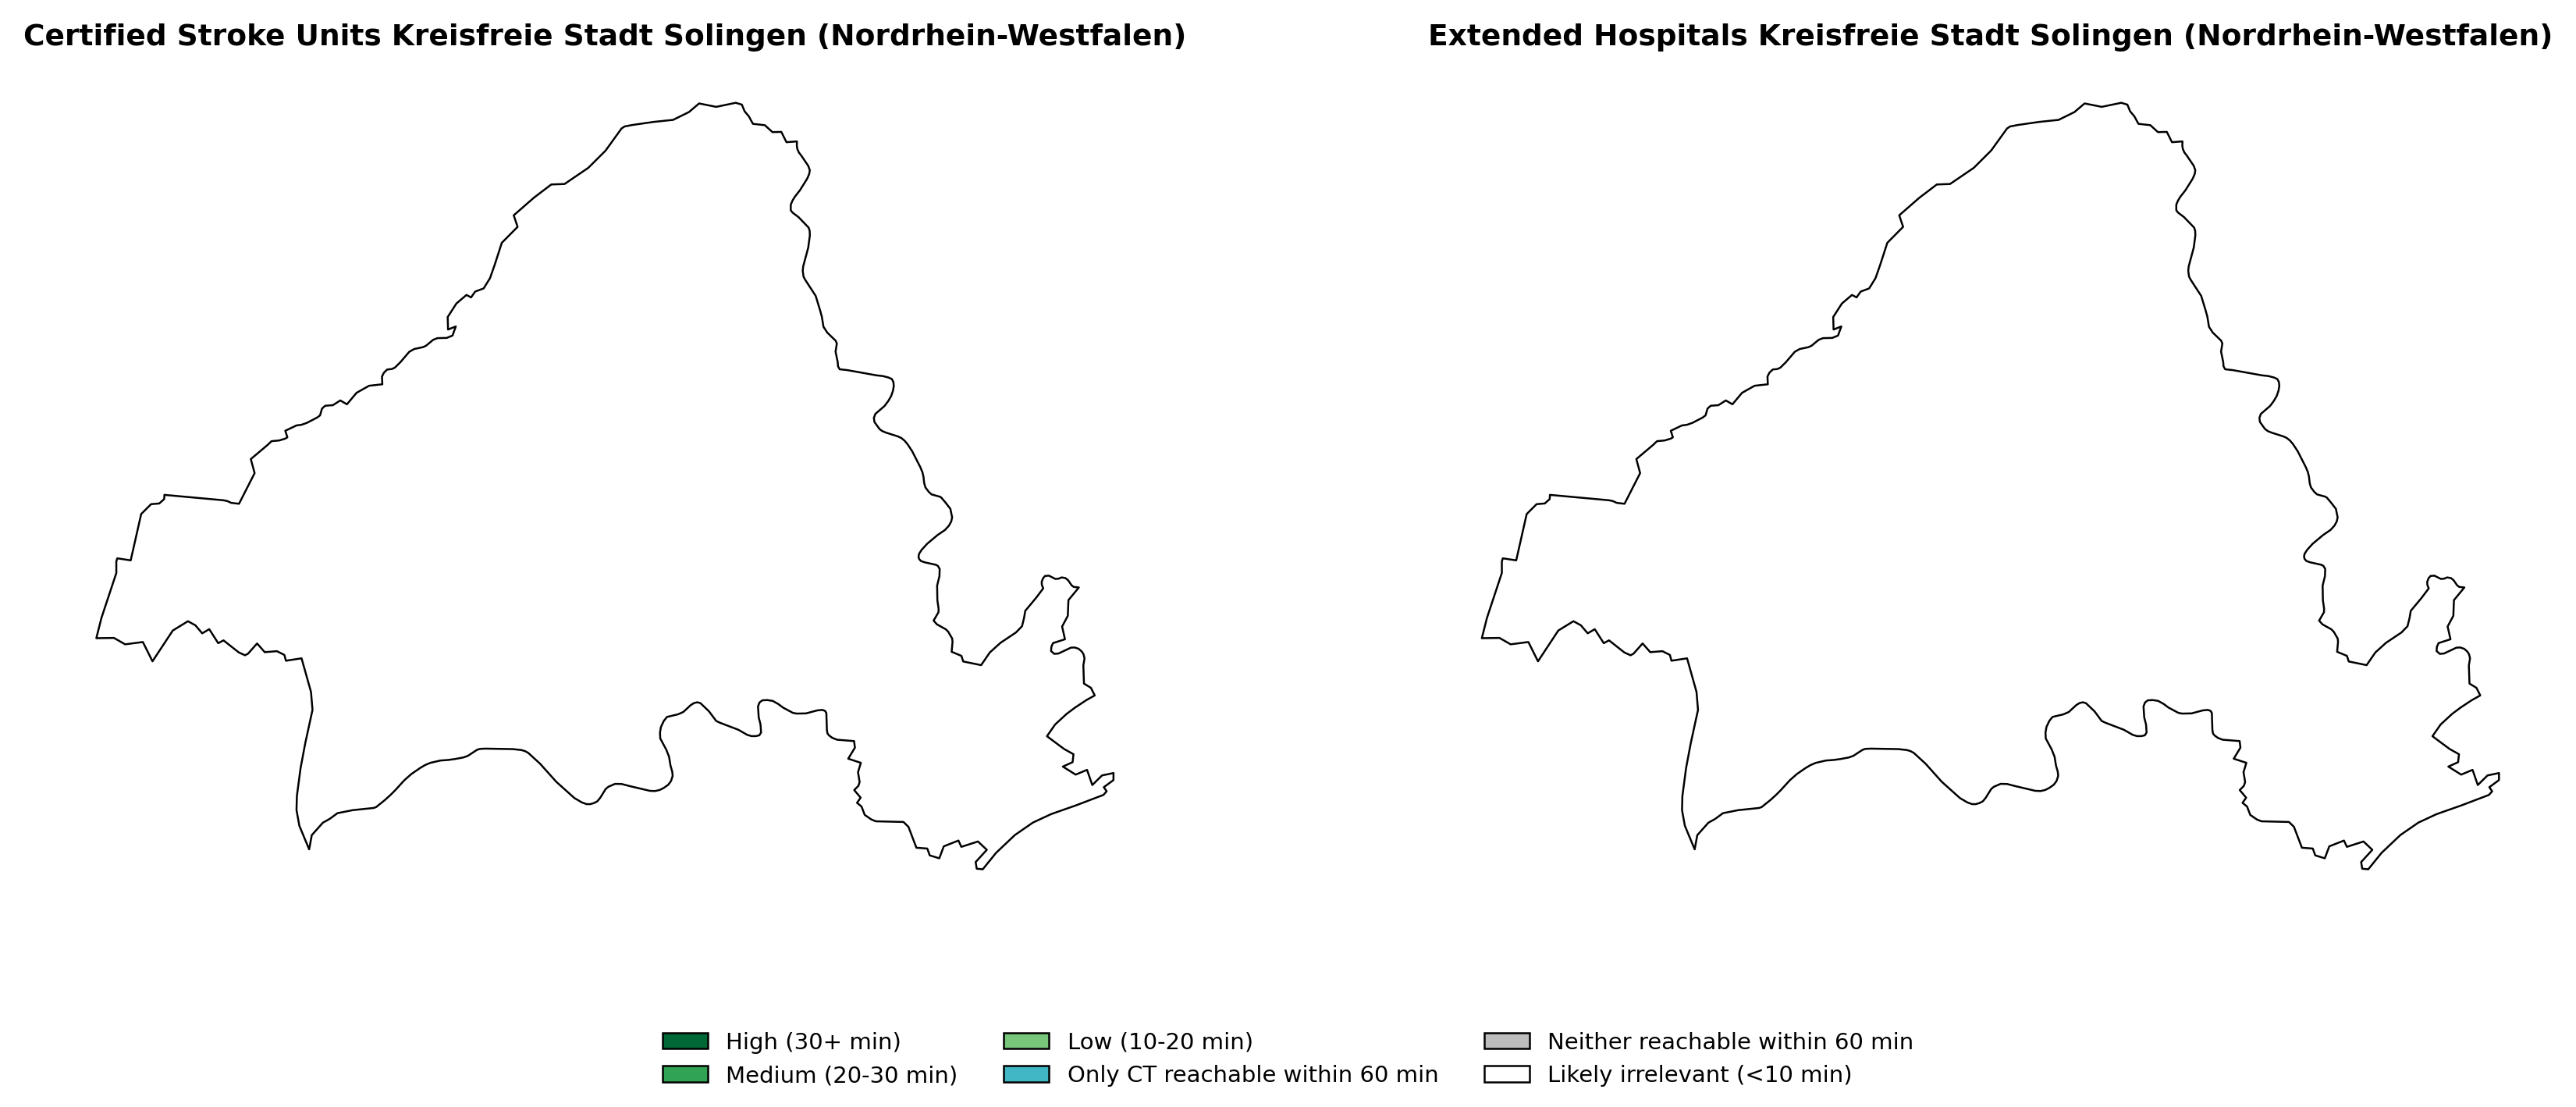 Certified Stroke Units Kreisfreie Stadt Solingen (Nordrhein-Westfalen)
Extended Hospitals Kreisfreie Stadt Solingen (Nordrhein-Westfalen)
High (30+ min)
Medium (20-30 min)
Low (10-20 min)
Only CT reachable within 60 min
Neither reachable within 60 min
Likely irrelevant (<10 min)